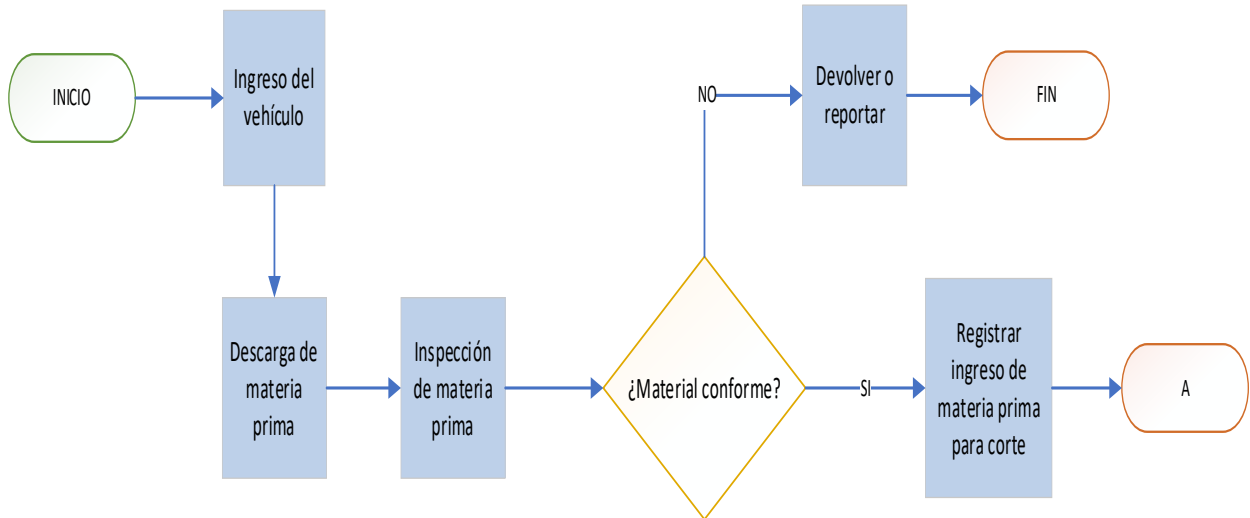 INICIO
Ingreso del
vehículo
NO
Devolver o
reportar
FIN
Descarga de
materia
prima
Inspección
de materia
prima
¿Material conforme?
SI
Registrar
ingreso de
materia prima
para corte
A